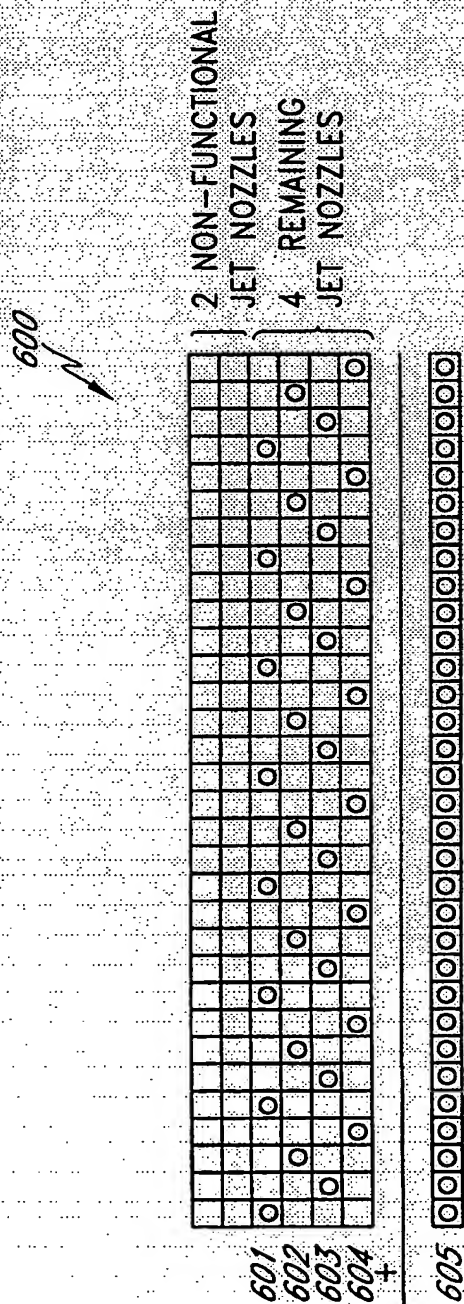 600
2 NON-FUNCTIONAL
JET NOZZLES
4 REMAINING
JET NOZZLES
601
602
603
604
+
605